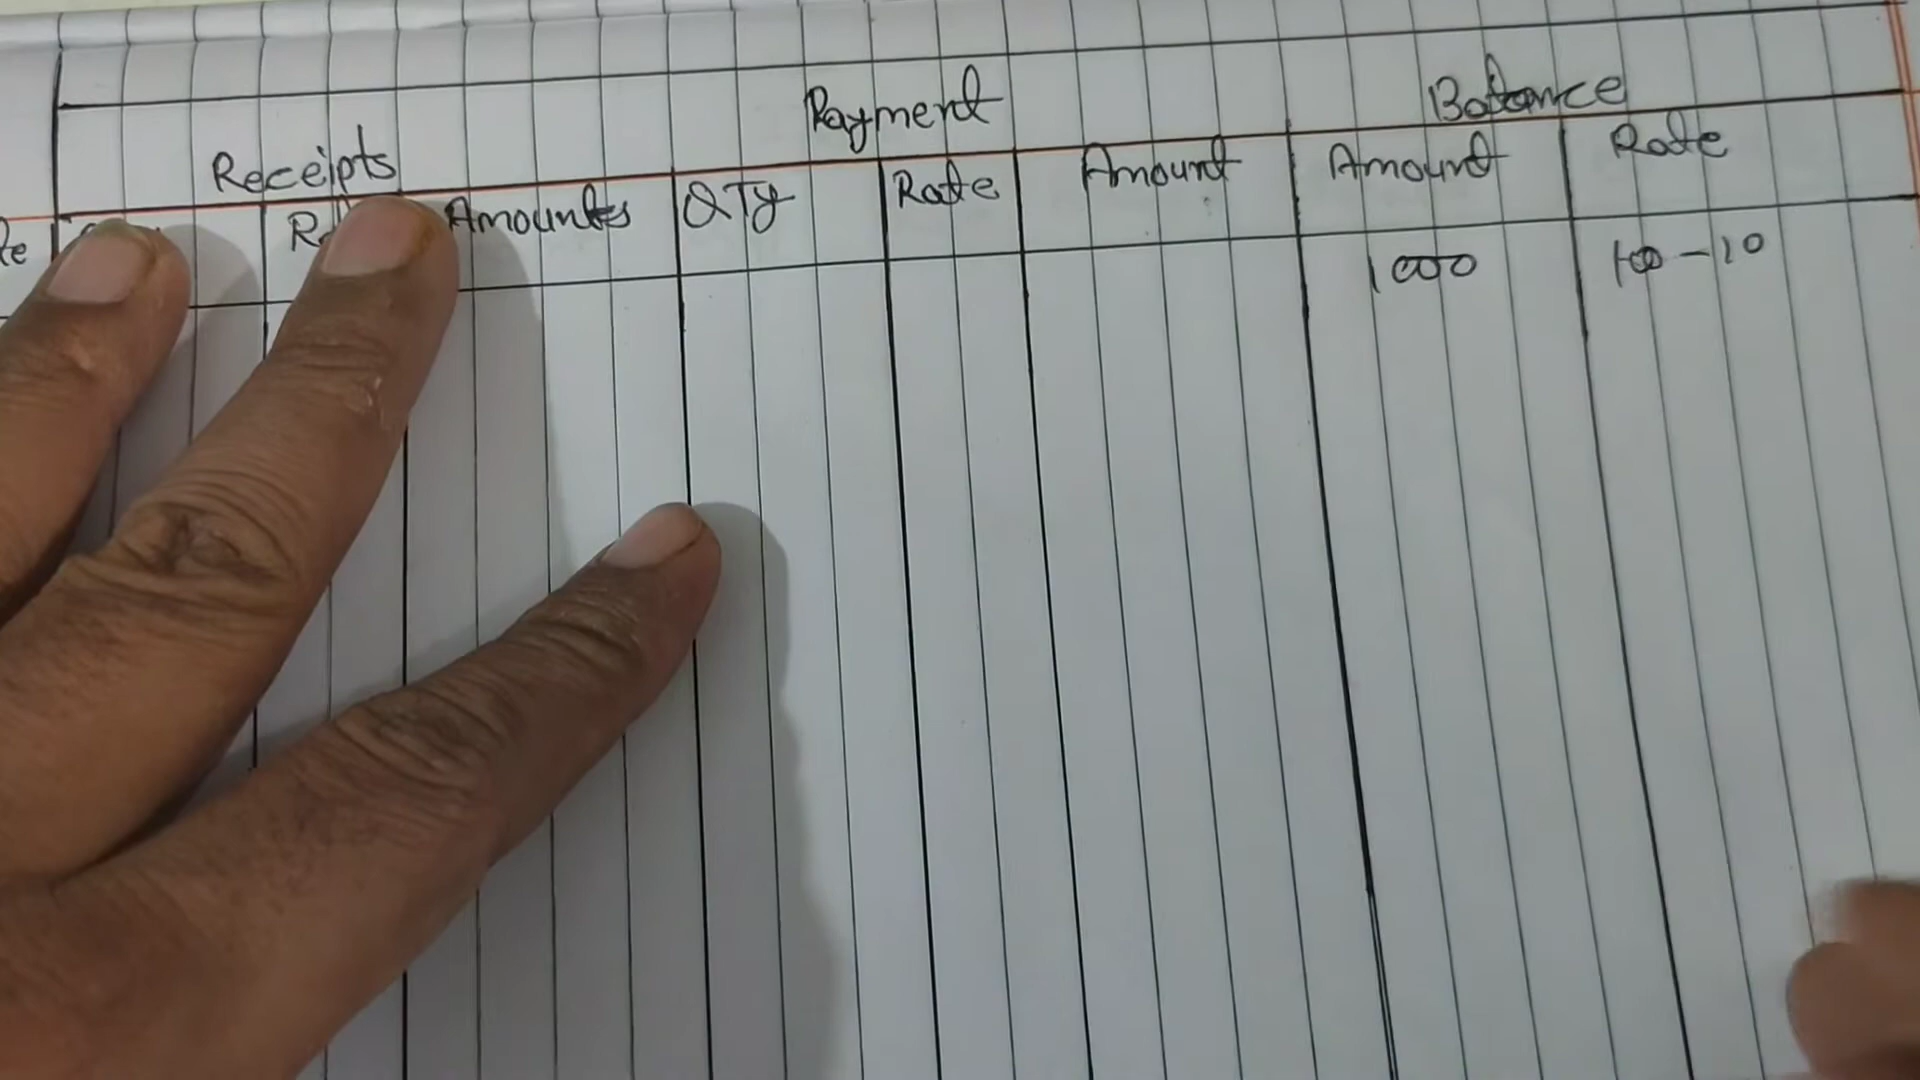 Receipts Payment Balance
Amounts QTy Rate Amount Amount Rate
1000 100-10